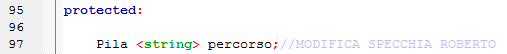 95 protected:
96
97 Pila <string> percorso;//MODIFICA SPECCHIA ROBERTO